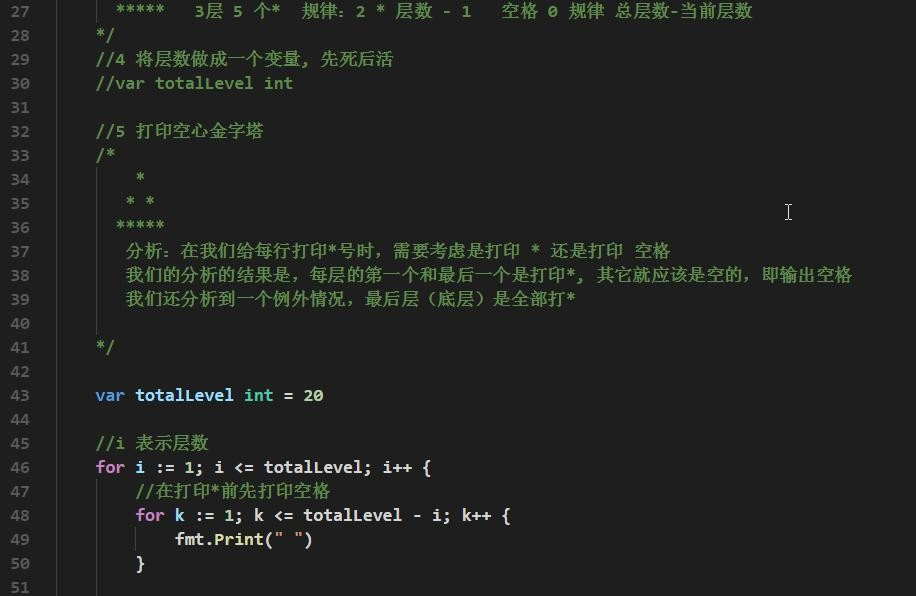 27 ***** 3层 5 个* 规律: 2 * 层数 - 1 空格 0 规律 总层数-当前层数
28 */
29 //4 将层数做成一个变量, 先死后活
30 //var totalLevel int
31
32 //5 打印空心金字塔
33 /*
34 *
35 * *
36 *****
37 分析: 在我们给每行打印*号时, 需要考虑是打印 * 还是打印 空格
38 我们的分析的结果是, 每层的第一个和最后一个是打印*, 其它就应该是空的, 即输出空格
39 我们还分析到一个例外情况, 最后层（底层）是全部打*
40
41 */
42
43 var totalLevel int = 20
44
45 //i 表示层数
46 for i := 1; i <= totalLevel; i++ {
47 //在打印*前先打印空格
48 for k := 1; k <= totalLevel - i; k++ {
49 fmt.Print(" ")
50 }
51